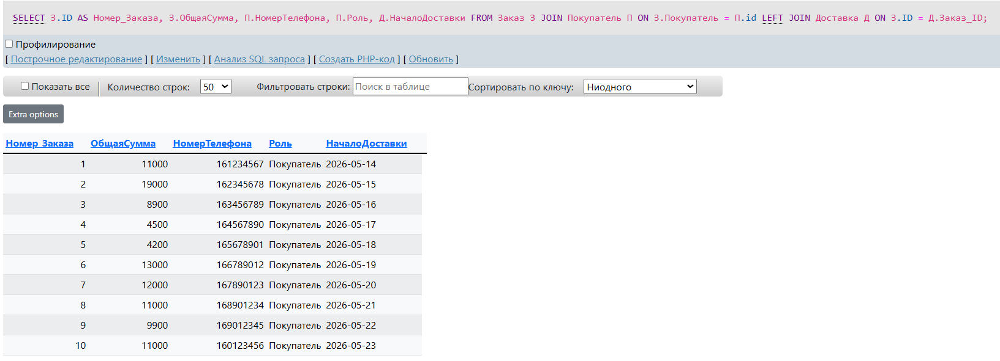 SELECT З.ID AS Номер_Заказа, З.ОбщаяСумма, П.НомерТелефона, П.Роль, Д.НачалоДоставки FROM Заказ З JOIN Покупатель П ON З.Покупатель = П.id LEFT JOIN Доставка Д ON З.ID = Д.Заказ_ID;
Профилирование
[ Построчное редактирование ] [ Изменить ] [ Анализ SQL запроса ] [ Создать PHP-код ] [ Обновить ]
Показать все Количество строк: 50 Фильтровать строки: Поиск в таблице Сортировать по ключу: Ниодного
Extra options
Номер_Заказа ОбщаяСумма НомерТелефона Роль НачалоДоставки
1 11000 161234567 Покупатель 2026-05-14
2 19000 162345678 Покупатель 2026-05-15
3 8900 163456789 Покупатель 2026-05-16
4 4500 164567890 Покупатель 2026-05-17
5 4200 165678901 Покупатель 2026-05-18
6 13000 166789012 Покупатель 2026-05-19
7 12000 167890123 Покупатель 2026-05-20
8 11000 168901234 Покупатель 2026-05-21
9 9900 169012345 Покупатель 2026-05-22
10 11000 160123456 Покупатель 2026-05-23